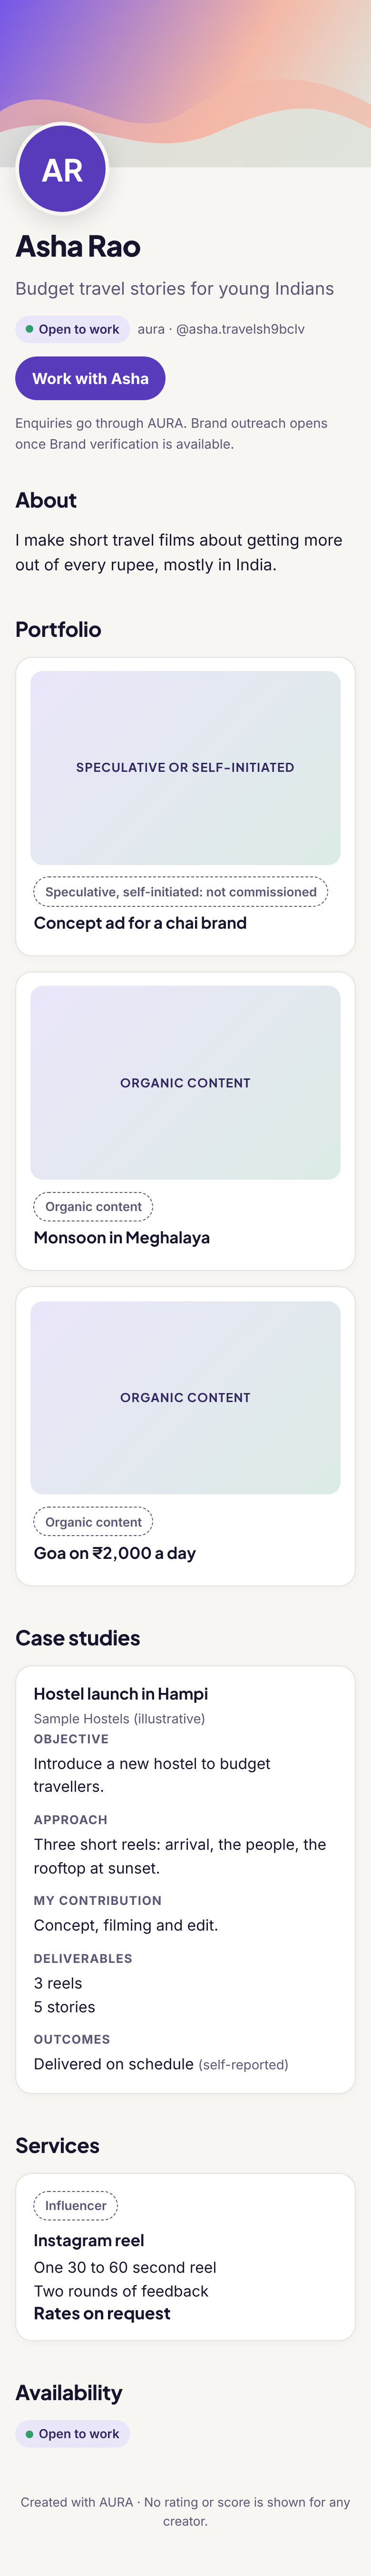 AR
Asha Rao
Budget travel stories for young Indians
Open to work aura · @asha.travelsh9bclv
Work with Asha
Enquiries go through AURA. Brand outreach opens
once Brand verification is available.
About
I make short travel films about getting more
out of every rupee, mostly in India.
Portfolio
SPECULATIVE OR SELF-INITIATED
Speculative, self-initiated: not commissioned
Concept ad for a chai brand
ORGANIC CONTENT
Organic content
Monsoon in Meghalaya
ORGANIC CONTENT
Organic content
Goa on ₹2,000 a day
Case studies
Hostel launch in Hampi
Sample Hostels (illustrative)
OBJECTIVE
Introduce a new hostel to budget
travellers.
APPROACH
Three short reels: arrival, the people, the
rooftop at sunset.
MY CONTRIBUTION
Concept, filming and edit.
DELIVERABLES
3 reels
5 stories
OUTCOMES
Delivered on schedule (self-reported)
Services
Influencer
Instagram reel
One 30 to 60 second reel
Two rounds of feedback
Rates on request
Availability
Open to work
Created with AURA · No rating or score is shown for any
creator.